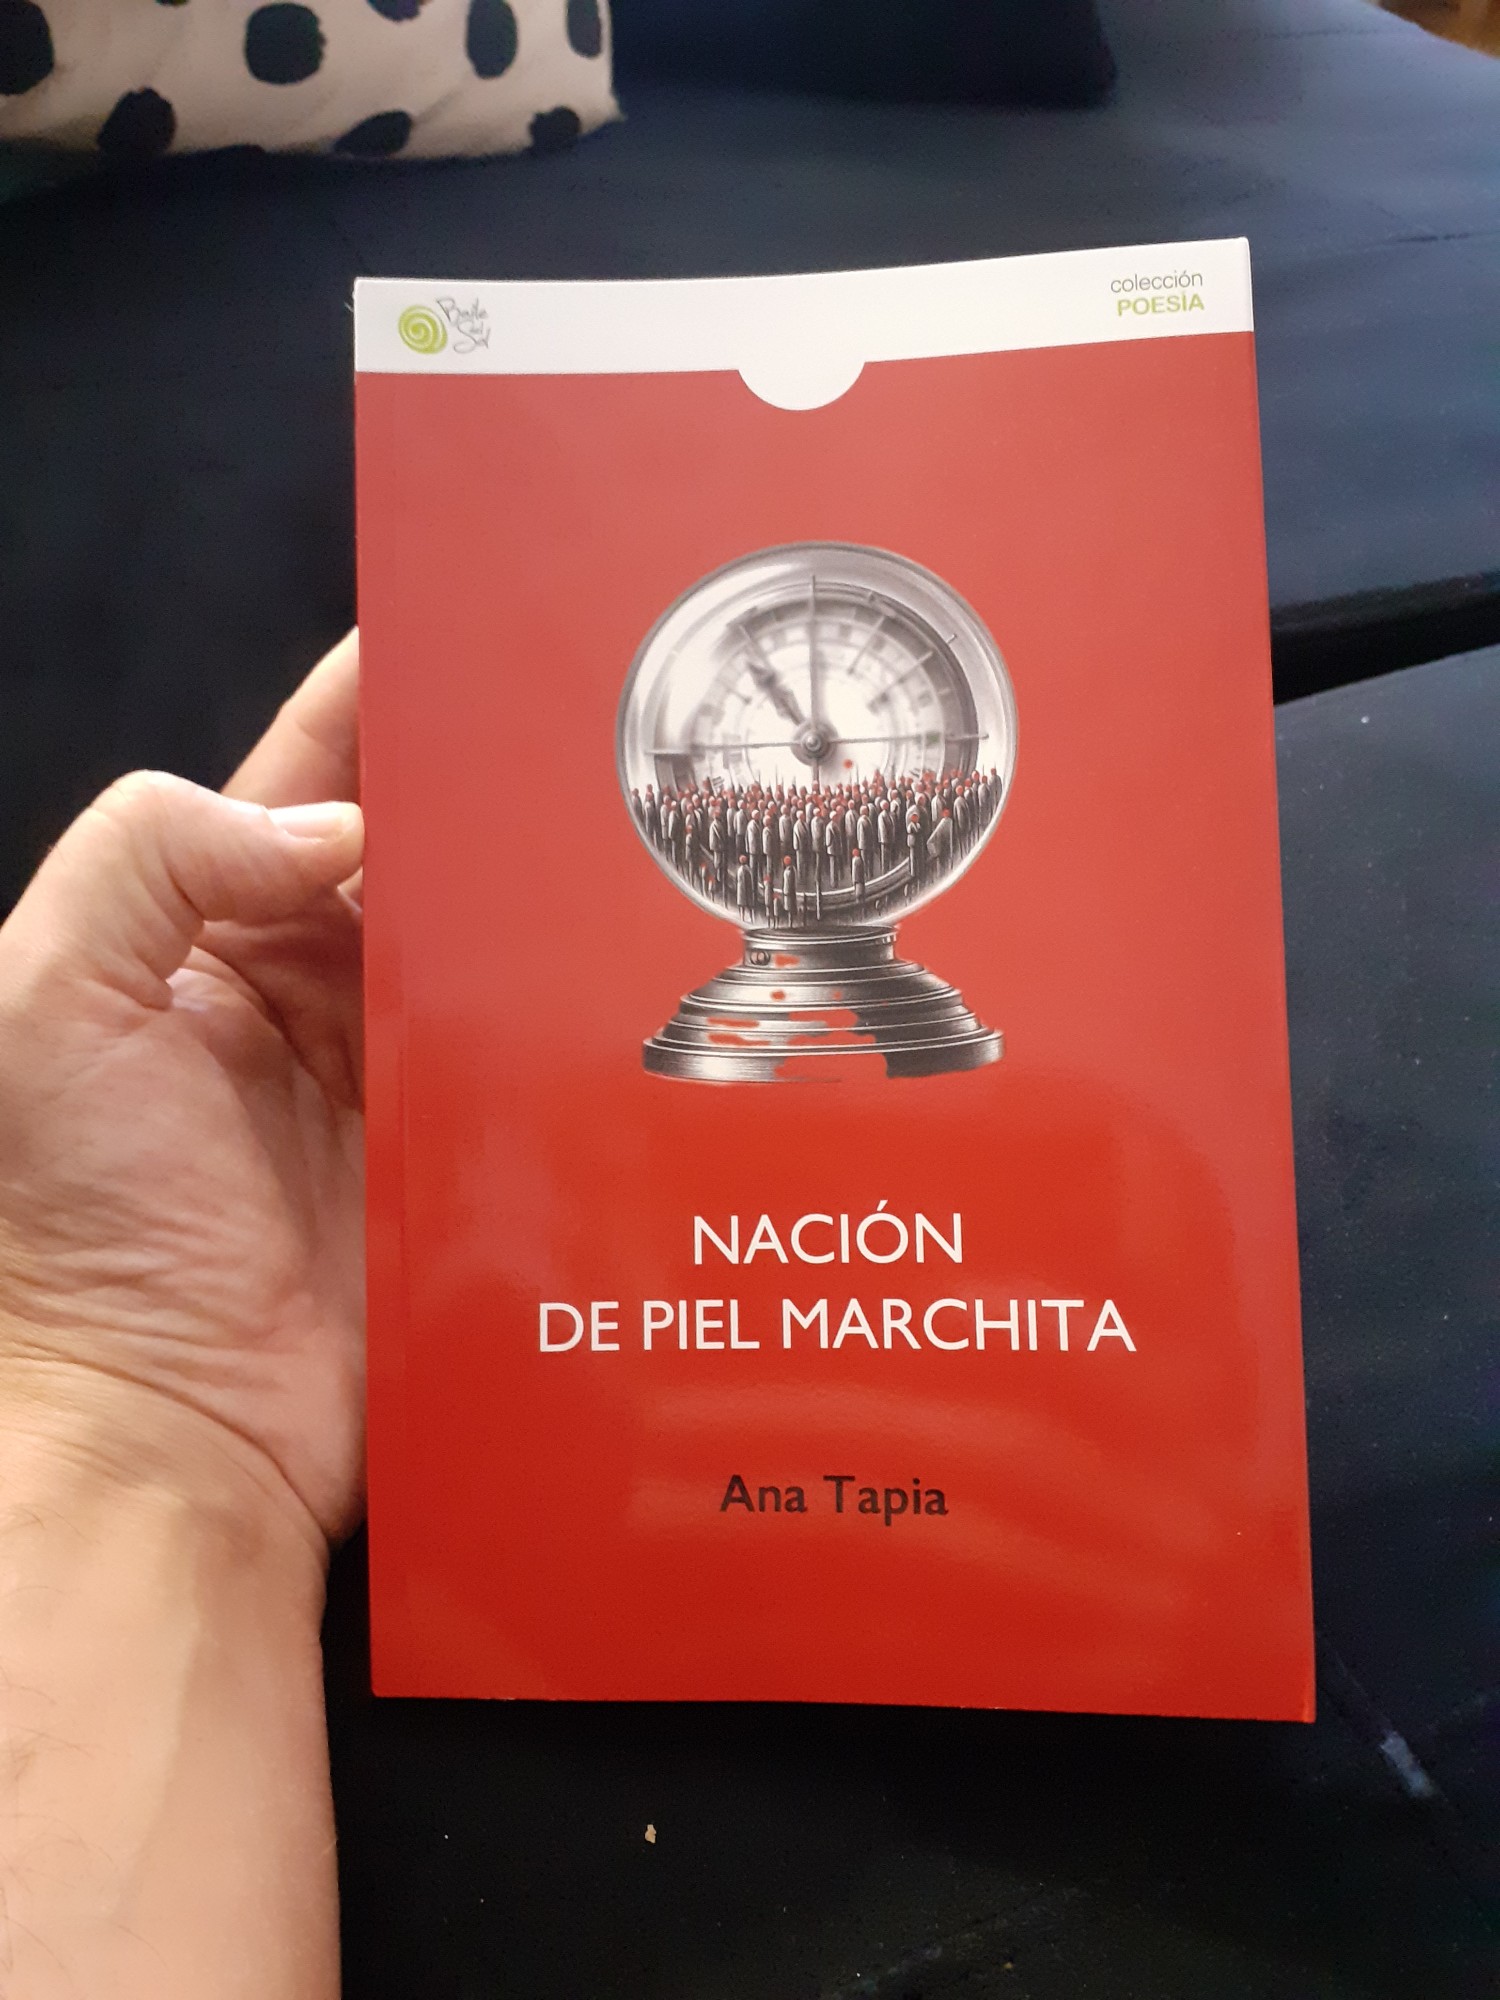 Baile
del
Sol
colección
POESÍA
NACIÓN
DE PIEL MARCHITA
Ana Tapia